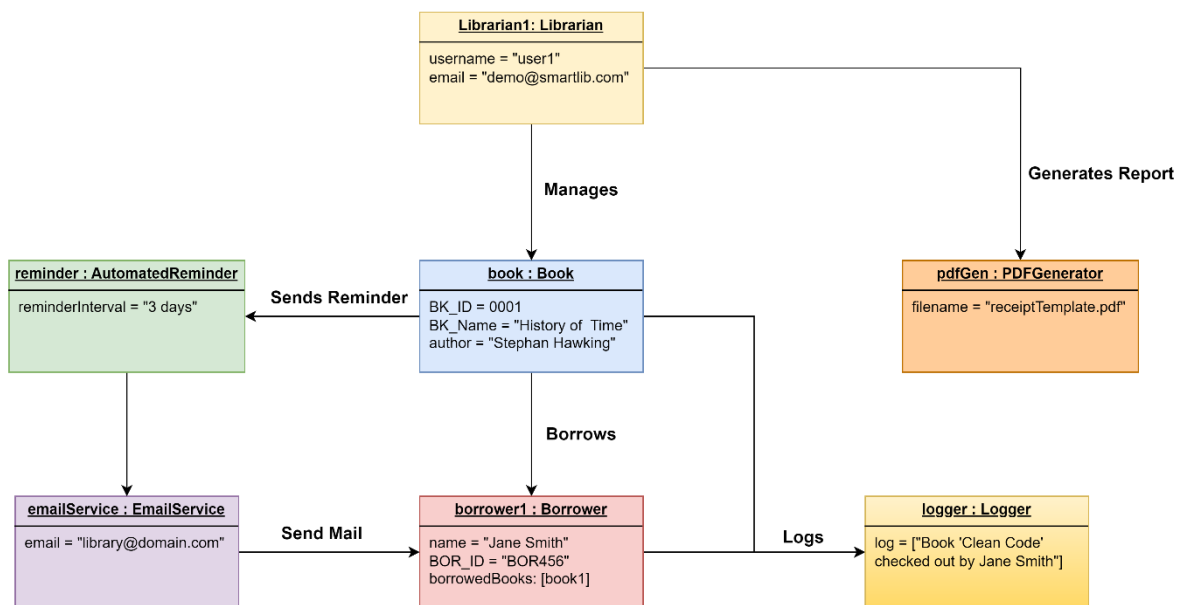 Librarian1: Librarian
username = "user1"
email = "demo@smartlib.com"
Manages
Generates Report
reminder : AutomatedReminder
reminderInterval = "3 days"
Sends Reminder
book : Book
BK_ID = 0001
BK_Name = "History of  Time"
author = "Stephan Hawking"
pdfGen : PDFGenerator
filename = "receiptTemplate.pdf"
Borrows
emailService : EmailService
email = "library@domain.com"
Send Mail
borrower1 : Borrower
name = "Jane Smith"
BOR_ID = "BOR456"
borrowedBooks: [book1]
Logs
logger : Logger
log = ["Book 'Clean Code'
checked out by Jane Smith"]